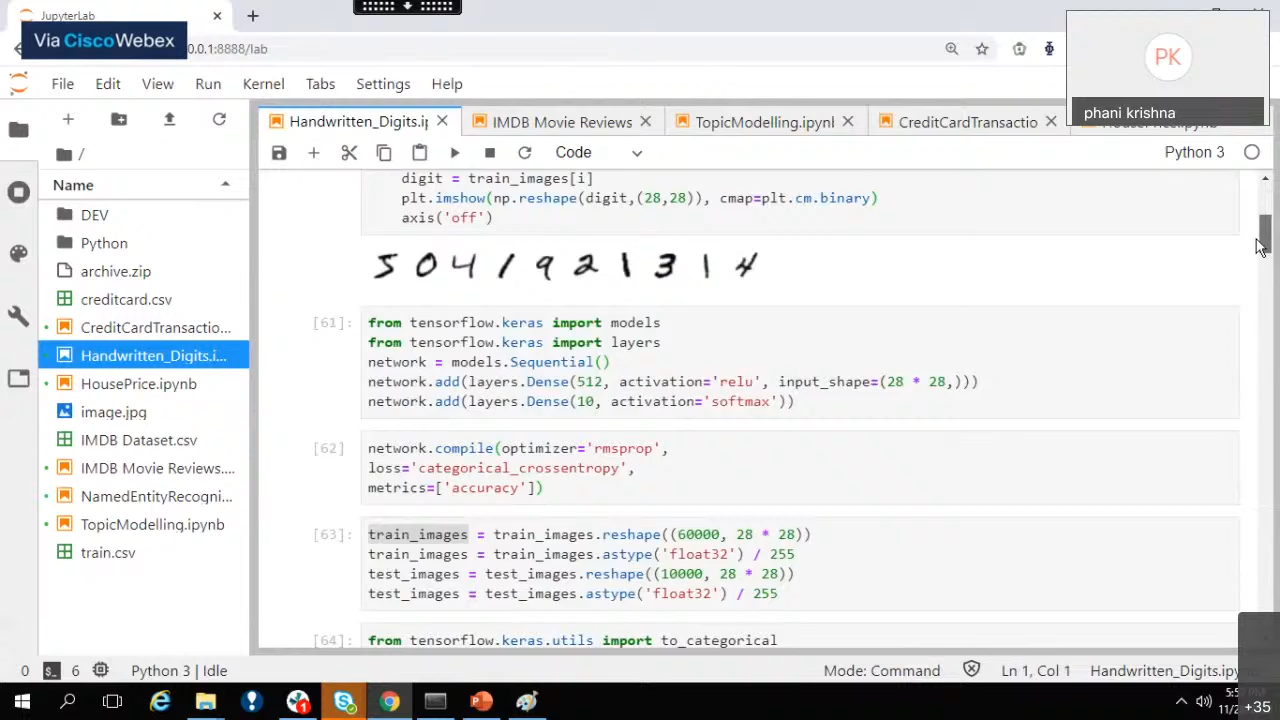 JupyterLab
Via CiscoWebex
0.0.1:8888/lab
PK
phani krishna
File Edit View Run Kernel Tabs Settings Help
Handwritten_Digits.i
IMDB Movie Reviews
TopicModelling.ipynl
CreditCardTransactio
Code
Python 3
/
Name
DEV
Python
archive.zip
creditcard.csv
CreditCardTransactio...
Handwritten_Digits.i...
HousePrice.ipynb
image.jpg
IMDB Dataset.csv
IMDB Movie Reviews....
NamedEntityRecogni...
TopicModelling.ipynb
train.csv
digit = train_images[i]
plt.imshow(np.reshape(digit,(28,28)), cmap=plt.cm.binary)
axis('off')
5 0 4 1 9 2 1 3 1 4
[61]:
from tensorflow.keras import models
from tensorflow.keras import layers
network = models.Sequential()
network.add(layers.Dense(512, activation='relu', input_shape=(28 * 28,)))
network.add(layers.Dense(10, activation='softmax'))
[62]
network.compile(optimizer='rmsprop',
loss='categorical_crossentropy',
metrics=['accuracy'])
[63]:
train_images = train_images.reshape((60000, 28 * 28))
train_images = train_images.astype('float32') / 255
test_images = test_images.reshape((10000, 28 * 28))
test_images = test_images.astype('float32') / 255
[64]:
from tensorflow.keras.utils import to_categorical
0 6 Python 3 | Idle
Mode: Command Ln 1, Col 1 Handwritten_Digits.ipyn
1
+35